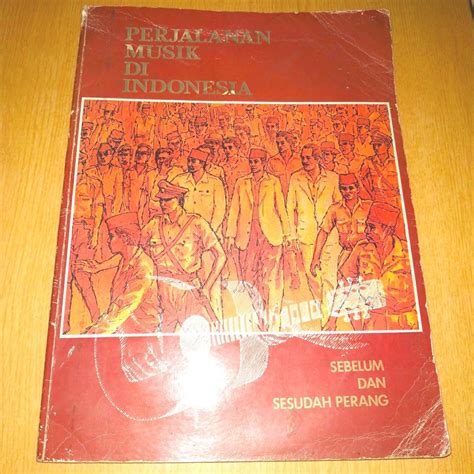 PERJALANAN
MUSIK
DI
INDONESIA
SEBELUM
DAN
SESUDAH PERANG